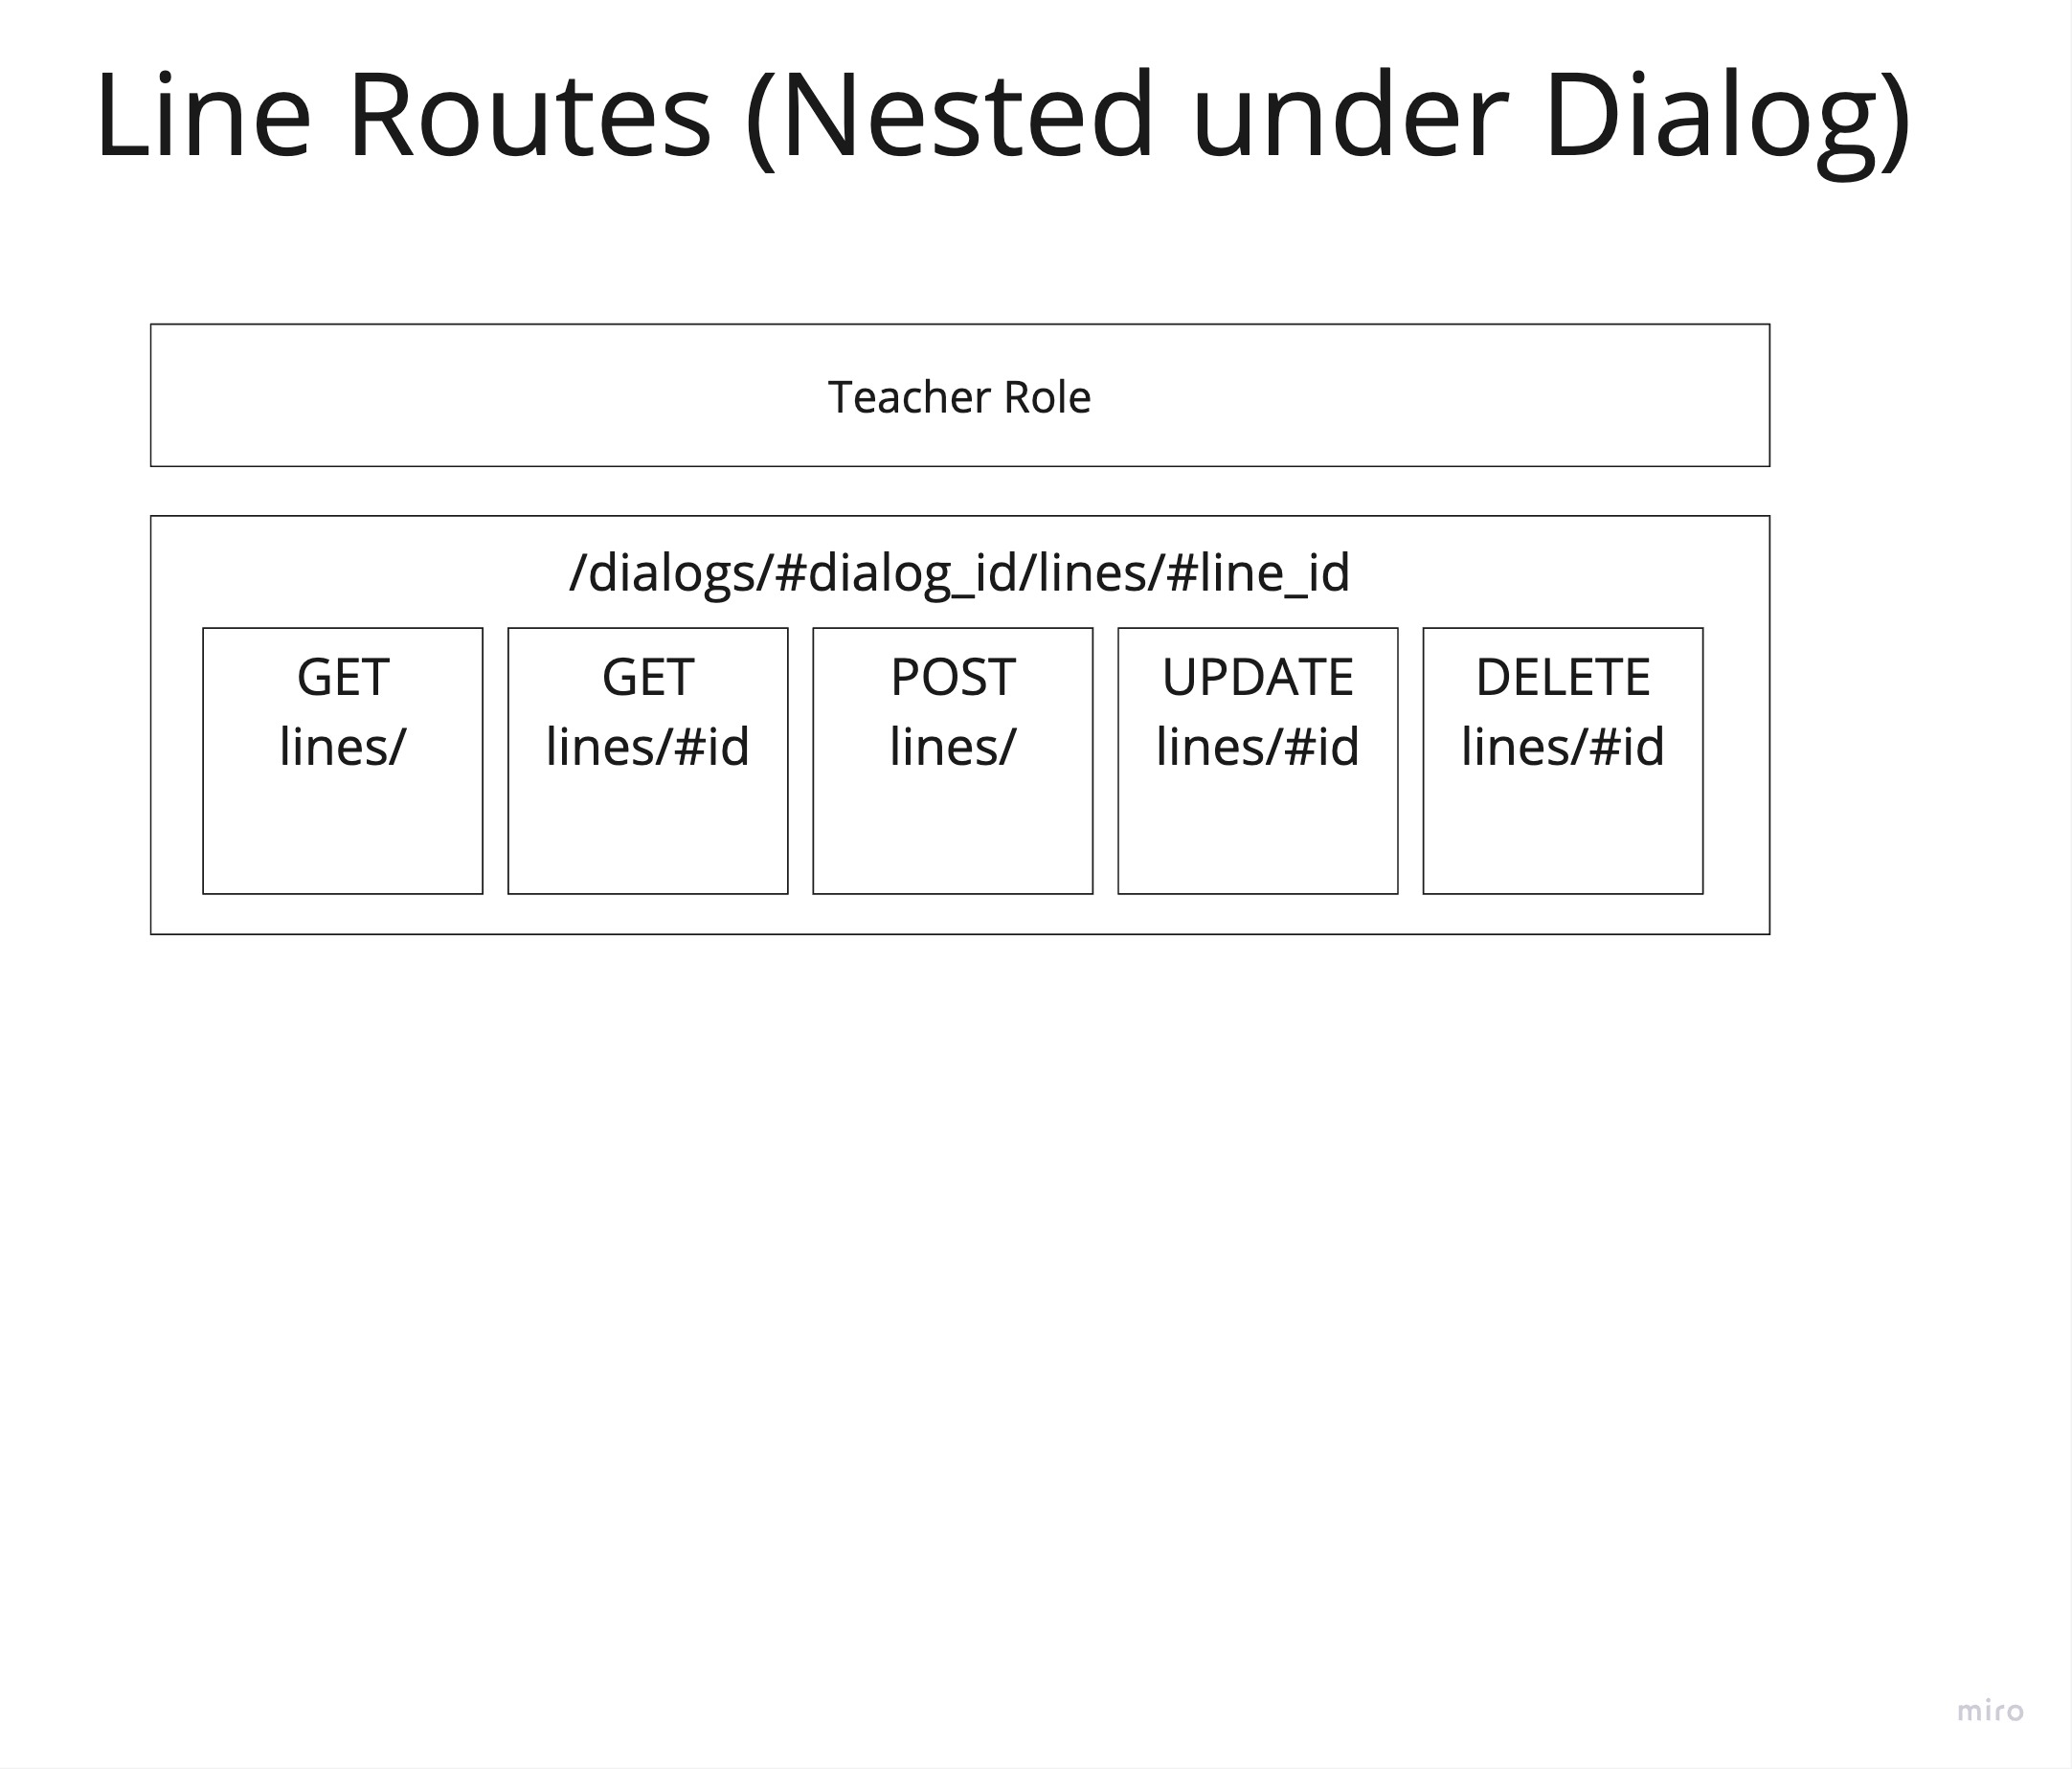 Line Routes (Nested under Dialog)
Teacher Role
/dialogs/#dialog_id/lines/#line_id
GET
lines/
GET
lines/#id
POST
lines/
UPDATE
lines/#id
DELETE
lines/#id
miro